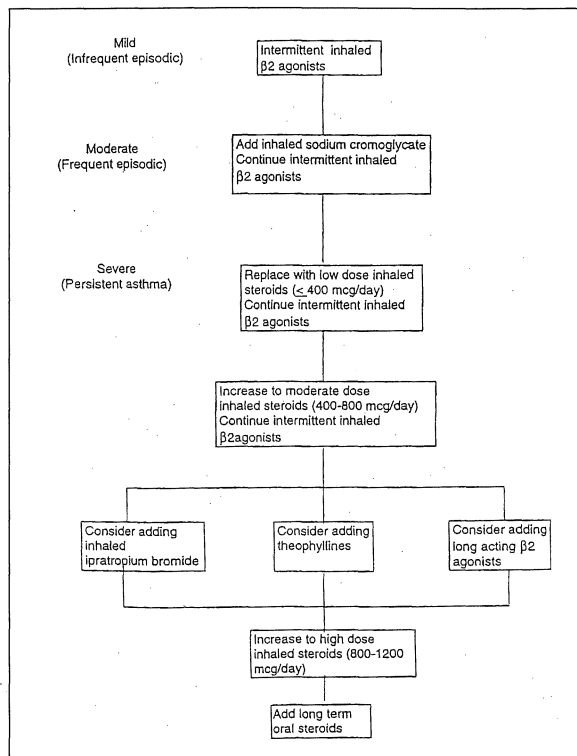 Mild
(Infrequent episodic)
Intermittent inhaled
β2 agonists
Moderate
(Frequent episodic)
Add inhaled sodium cromoglycate
Continue intermittent inhaled
β2 agonists
Severe
(Persistent asthma)
Replace with low dose inhaled
steroids (≤ 400 mcg/day)
Continue intermittent inhaled
β2 agonists
Increase to moderate dose
inhaled steroids (400-800 mcg/day)
Continue intermittent inhaled
β2agonists
Consider adding
inhaled
ipratropium bromide
Consider adding
theophyllines
Consider adding
long acting β2
agonists
Increase to high dose
inhaled steroids (800-1200
mcg/day)
Add long term
oral steroids